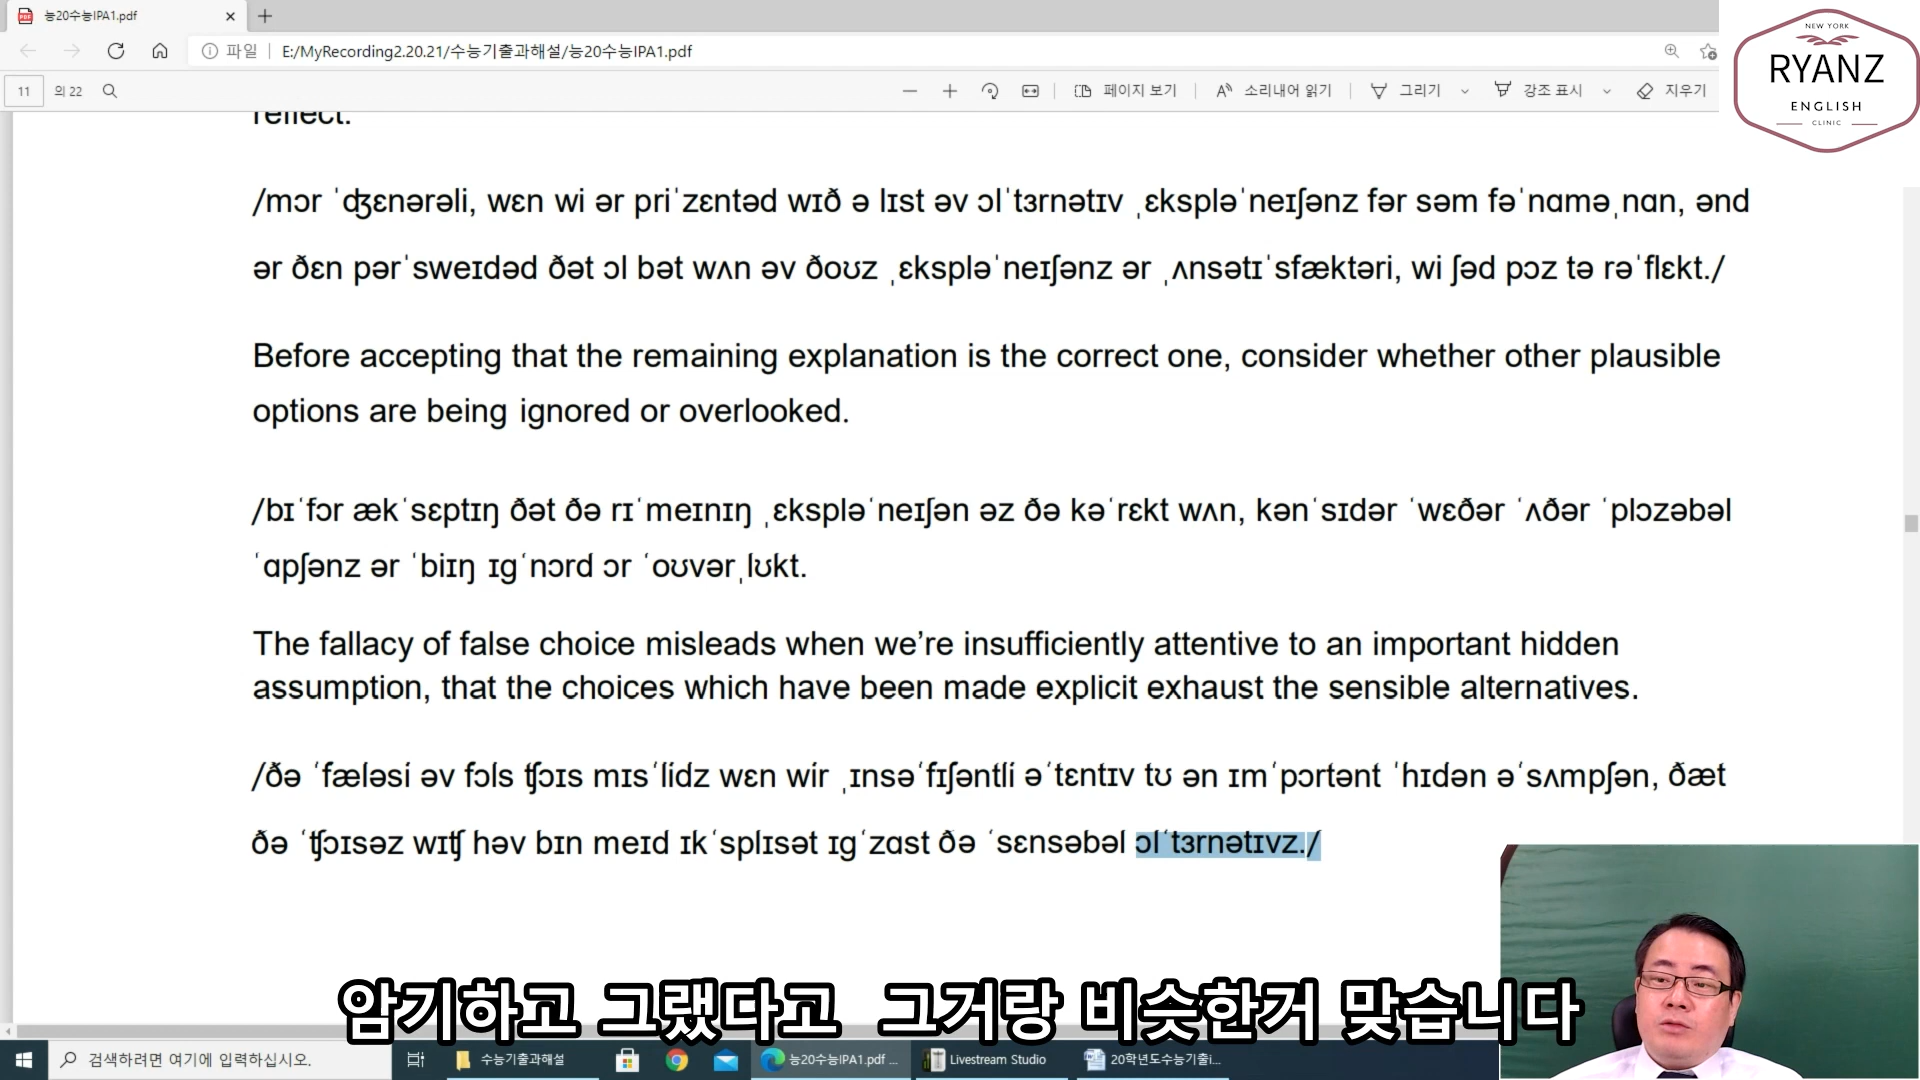 능20수능IPA1.pdf
파일 E:/MyRecording2.20.21/수능기출과해설/능20수능IPA1.pdf
11 의 22 페이지 보기 소리내어 읽기 그리기 강조 표시 지우기
NEW YORK
RYANZ
ENGLISH
CLINIC
reflect.
/mɔr ˈʤɛnərəli, wɛn wi ər priˈzɛntəd wɪð ə lɪst əv ɔlˈtɜrnətɪv ˌɛkspləˈneɪʃənz fər səm fəˈnɑməˌnɑn, ənd
ər ðɛn pərˈsweɪdəd ðət ɔl bət wʌn əv ðoʊz ˌɛkspləˈneɪʃənz ər ˌʌnsətɪˈsfæktəri, wi ʃəd pɔz tə rəˈflɛkt./
Before accepting that the remaining explanation is the correct one, consider whether other plausible
options are being ignored or overlooked.
/bɪˈfɔr ækˈsɛptɪŋ ðət ðə rɪˈmeɪnɪŋ ˌɛkspləˈneɪʃən əz ðə kəˈrɛkt wʌn, kənˈsɪdər ˈwɛðər ˈʌðər ˈplɔzəbəl
ˈɑpʃənz ər ˈbiɪŋ ɪgˈnɔrd ɔr ˈoʊvərˌlʊkt.
The fallacy of false choice misleads when we’re insufficiently attentive to an important hidden
assumption, that the choices which have been made explicit exhaust the sensible alternatives.
/ðə ˈfæləsí əv fɔls ʧɔɪs mɪsˈlídz wɛn wír ˌɪnsəˈfɪʃəntlí əˈtɛntɪv tʊ ən ɪmˈpɔrtənt ˈhɪdən əˈsʌmpʃən, ðæt
ðə ˈʧɔɪsəz wɪʧ həv bɪn meɪd ɪkˈsplɪsət ɪgˈzɑst ðə ˈsɛnsəbəl ɔlˈtɜrnətɪvz./
암기하고 그랬다고 그거랑 비슷한거 맞습니다
검색하려면 여기에 입력하십시오. 수능기출과해설 능20수능IPA1.pdf ... Livestream Studio 20학년도수능기출i...